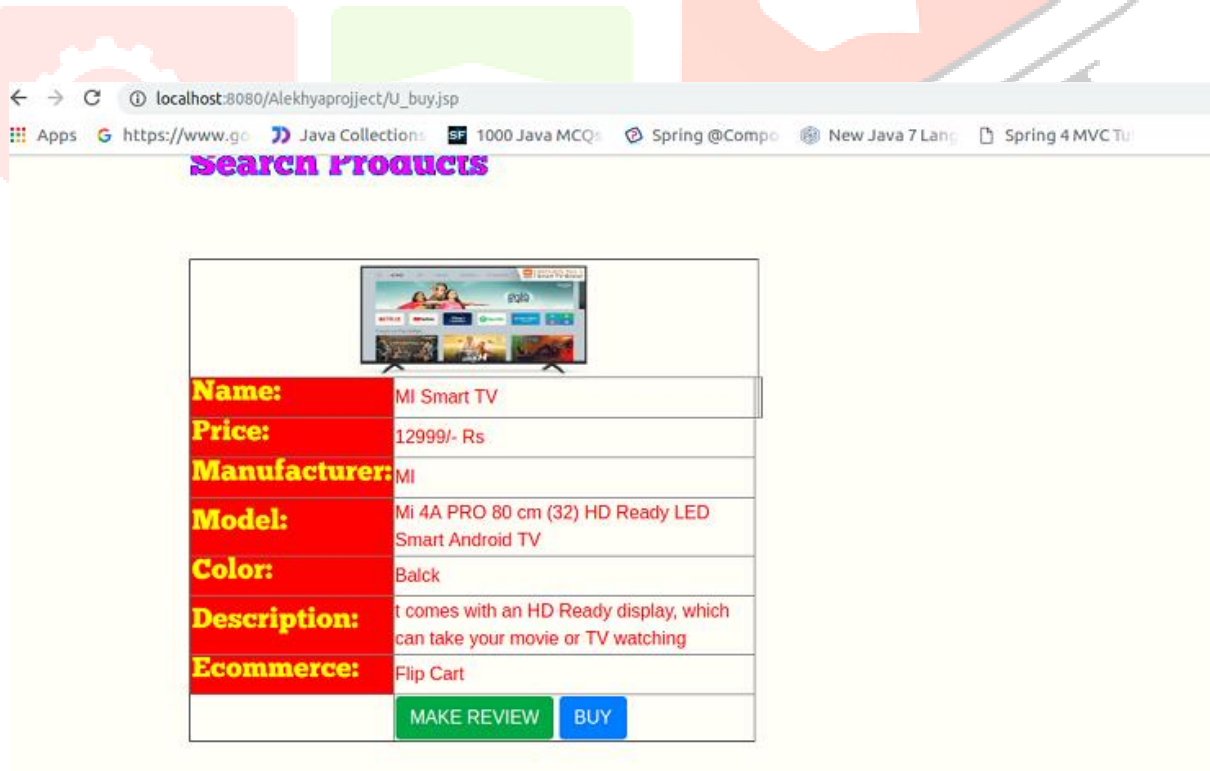 localhost:8080/Alekhyaprojject/U_buy.jsp
Apps https://www.go Java Collections 1000 Java MCQs Spring @Compo New Java 7 Lang Spring 4 MVC Tu
Search Products
Name: MI Smart TV
Price: 12999/- Rs
Manufacturer: MI
Model: Mi 4A PRO 80 cm (32) HD Ready LED
Smart Android TV
Color: Balck
Description: t comes with an HD Ready display, which
can take your movie or TV watching
Ecommerce: Flip Cart
MAKE REVIEW BUY